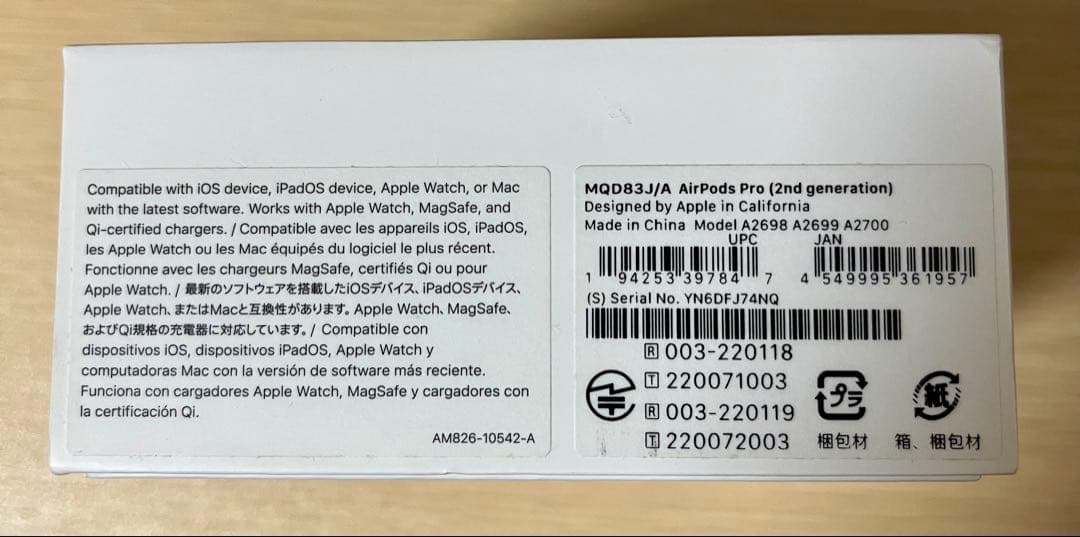 Compatible with iOS device, iPadOS device, Apple Watch, or Mac
with the latest software. Works with Apple Watch, MagSafe, and
Qi-certified chargers. / Compatible avec les appareils iOS, iPadOS,
les Apple Watch ou les Mac équipés du logiciel le plus récent.
Fonctionne avec les chargeurs MagSafe, certifiés Qi ou pour
Apple Watch. / 最新のソフトウェアを搭載したiOSデバイス、iPadOSデバイス、
Apple Watch、またはMacと互換性があります。Apple Watch、MagSafe、
およびQi規格の充電器に対応しています。/ Compatible con
dispositivos iOS, dispositivos iPadOS, Apple Watch y
computadoras Mac con la versión de software más reciente.
Funciona con cargadores Apple Watch, MagSafe y cargadores con
la certificación Qi.
AM826-10542-A
MQD83J/A AirPods Pro (2nd generation)
Designed by Apple in California
Made in China Model A2698 A2699 A2700
UPC JAN
1 94253 39784 7 4 549995 361957
(S) Serial No. YN6DFJ74NQ
R 003-220118
T 220071003
R 003-220119
T 220072003
プラ 紙
梱包材 箱、梱包材